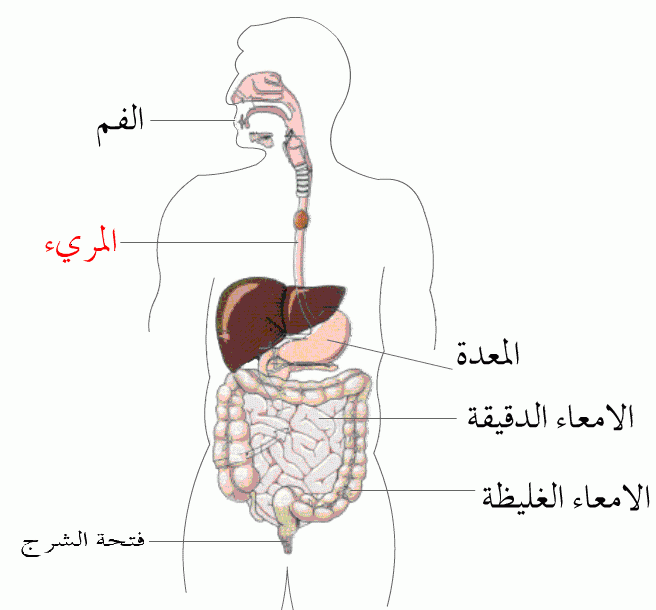 الفم
المريء
المعدة
الامعاء الدقيقة
الامعاء الغليظة
فتحة الشرج